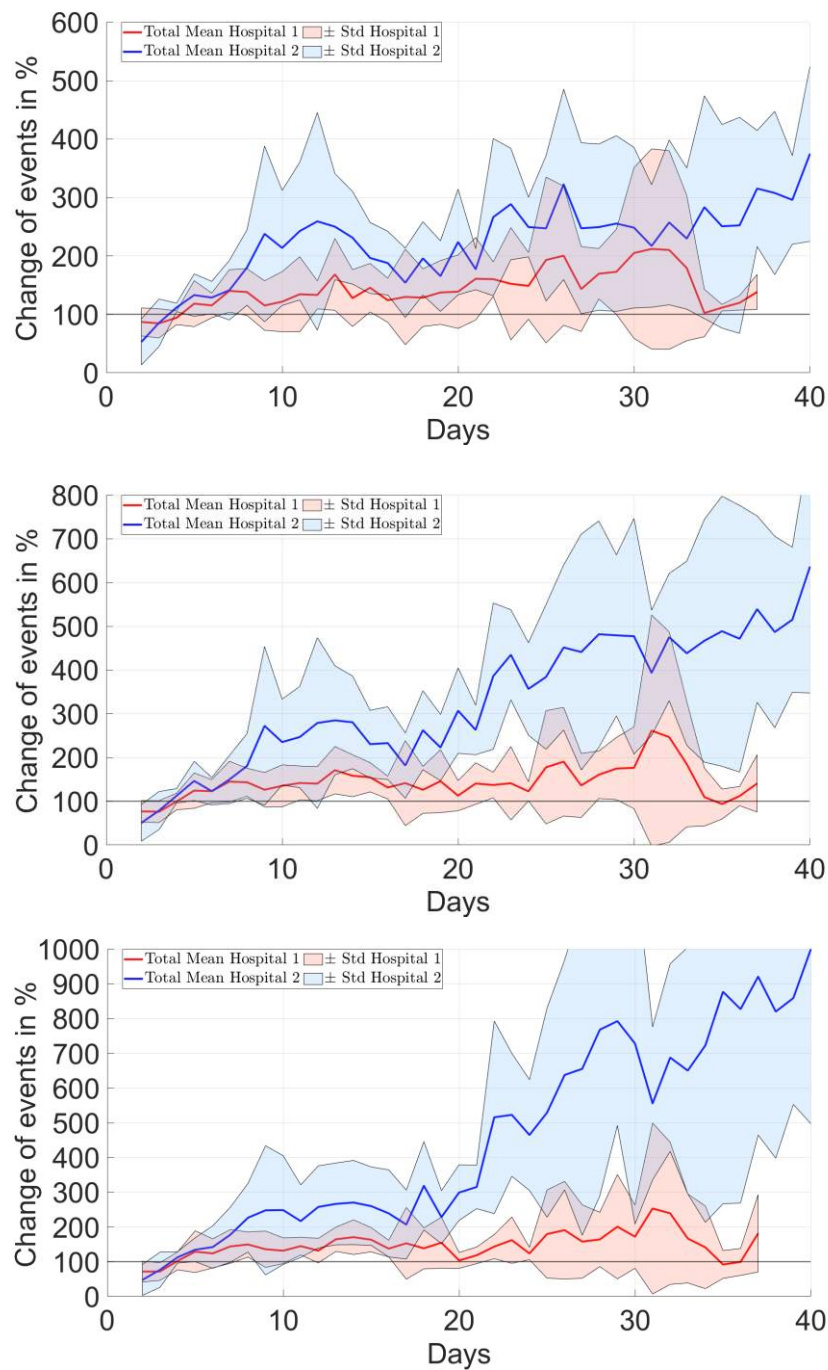 Change of events in %
600
500
400
300
200
100
0
Total Mean Hospital 1 ± Std Hospital 1
Total Mean Hospital 2 ± Std Hospital 2
0 10 20 30 40
Days
Change of events in %
800
700
600
500
400
300
200
100
0
Total Mean Hospital 1 ± Std Hospital 1
Total Mean Hospital 2 ± Std Hospital 2
0 10 20 30 40
Days
Change of events in %
1000
900
800
700
600
500
400
300
200
100
0
Total Mean Hospital 1 ± Std Hospital 1
Total Mean Hospital 2 ± Std Hospital 2
0 10 20 30 40
Days